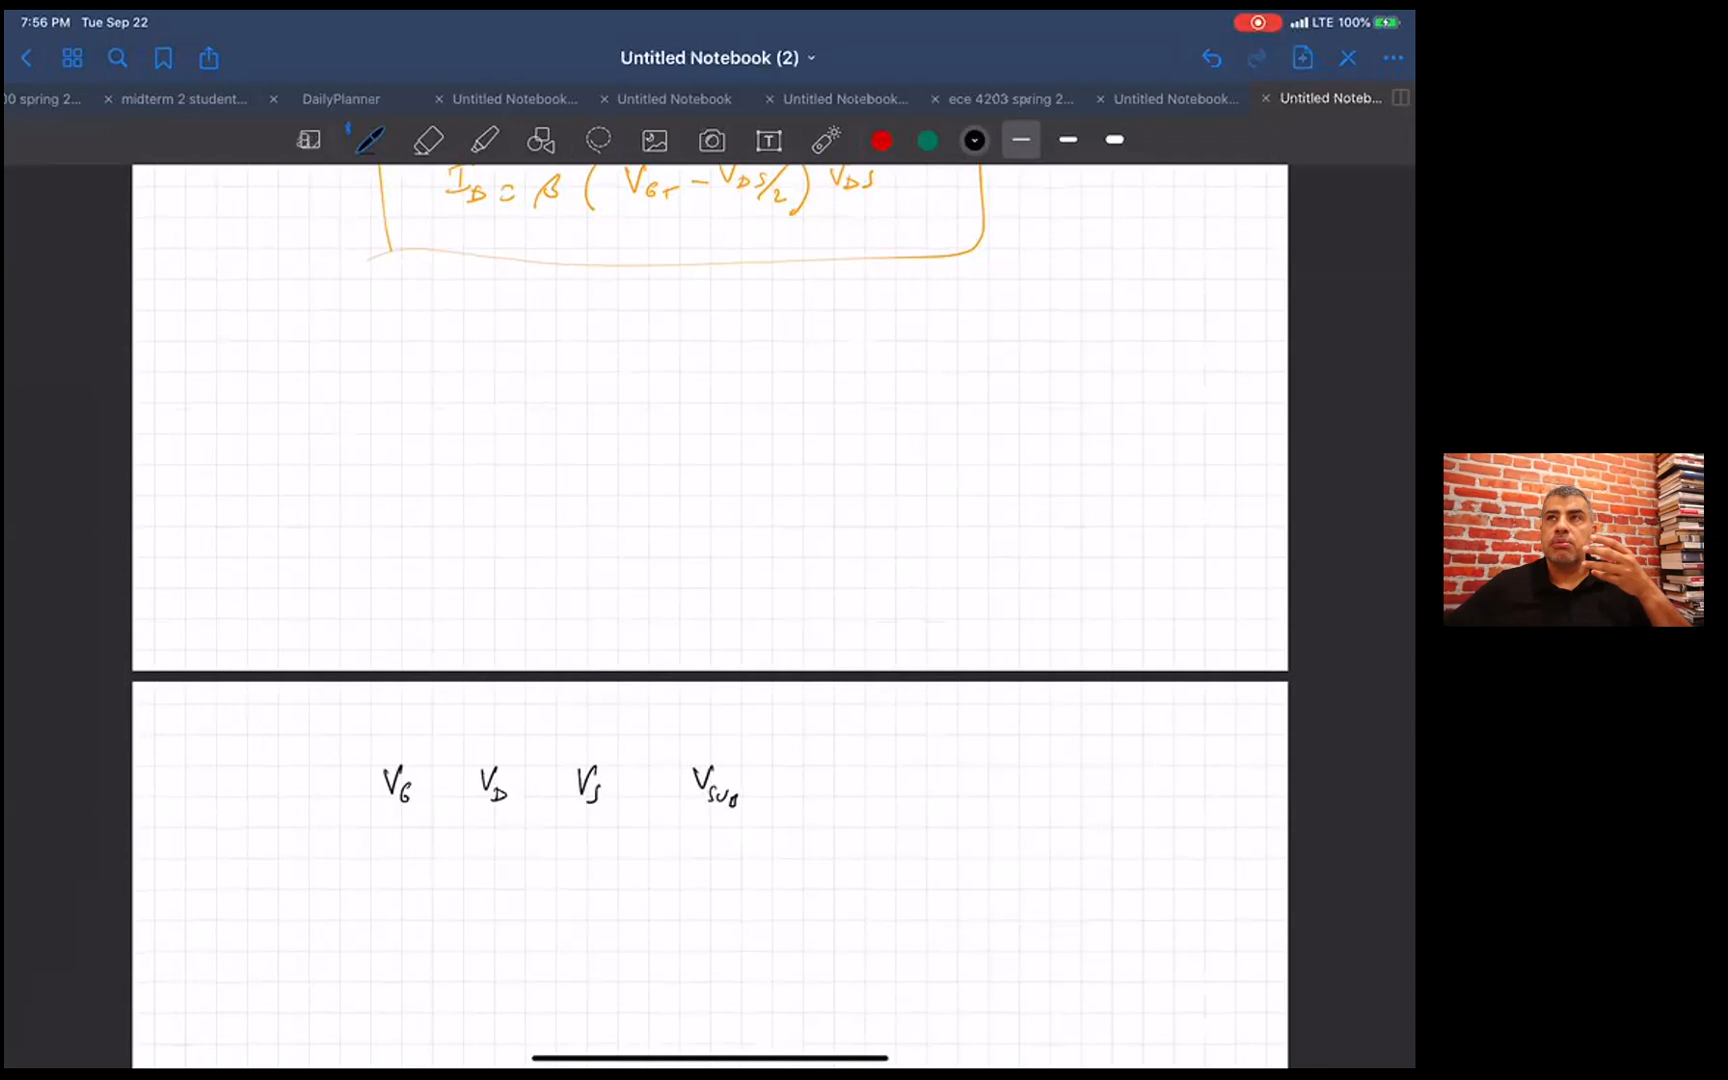 7:56 PM Tue Sep 22
LTE 100%
Untitled Notebook (2)
00 spring 2...
midterm 2 student...
DailyPlanner
Untitled Notebook...
Untitled Notebook
Untitled Notebook...
ece 4203 spring 2...
Untitled Notebook...
Untitled Noteb...
T
I_D = β ( V_GT - V_DS/2 ) V_DS
V_G V_D V_S V_SUB